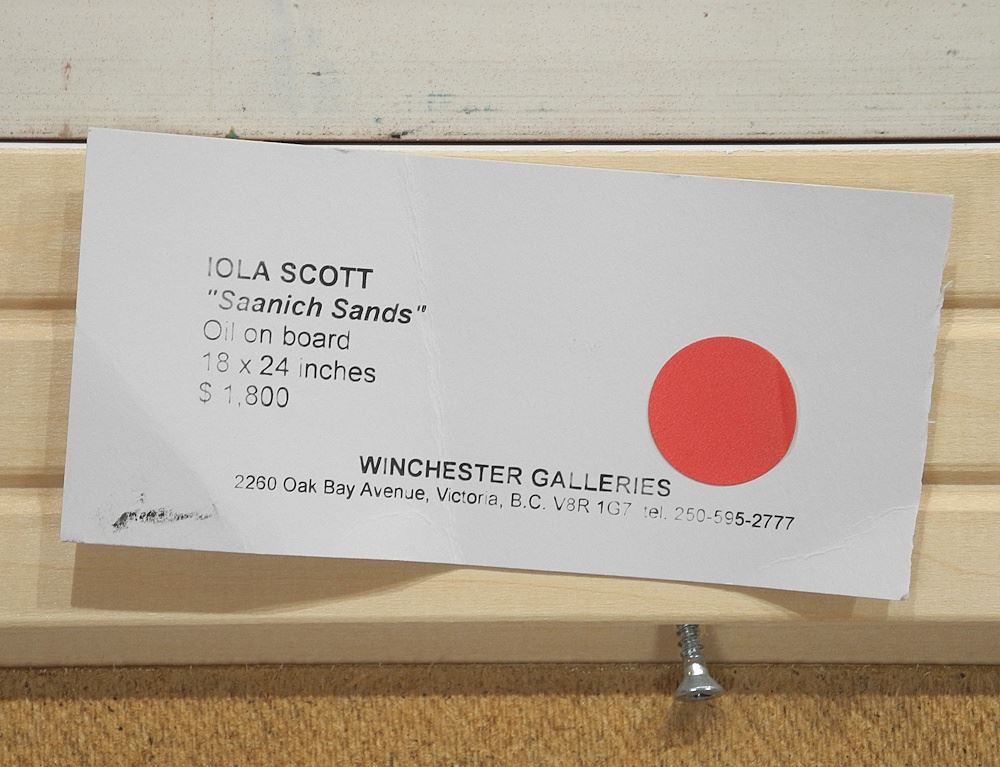 IOLA SCOTT
"Saanich Sands"
Oil on board
18 x 24 inches
$ 1,800
WINCHESTER GALLERIES
2260 Oak Bay Avenue, Victoria, B.C. V8R 1G7 tel. 250-595-2777